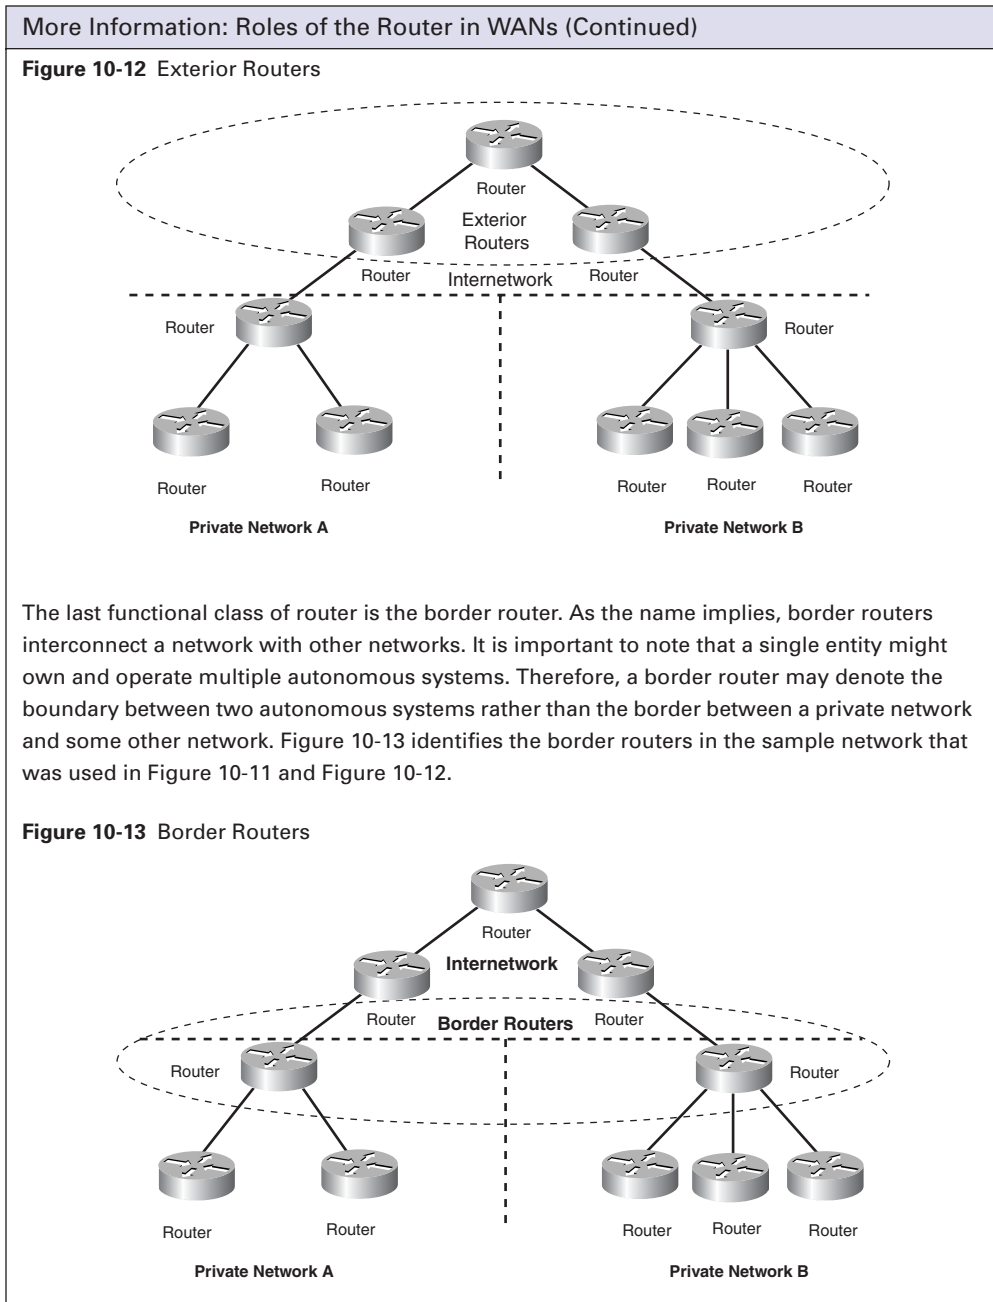 More Information: Roles of the Router in WANs (Continued)
Figure 10-12 Exterior Routers
Router
Exterior
Routers
Router
Internetwork
Router
Router
Router
Router
Router
Router
Router
Router
Private Network A
Private Network B
The last functional class of router is the border router. As the name implies, border routers
interconnect a network with other networks. It is important to note that a single entity might
own and operate multiple autonomous systems. Therefore, a border router may denote the
boundary between two autonomous systems rather than the border between a private network
and some other network. Figure 10-13 identifies the border routers in the sample network that
was used in Figure 10-11 and Figure 10-12.
Figure 10-13 Border Routers
Router
Internetwork
Router
Border Routers
Router
Router
Router
Router
Router
Router
Router
Router
Private Network A
Private Network B